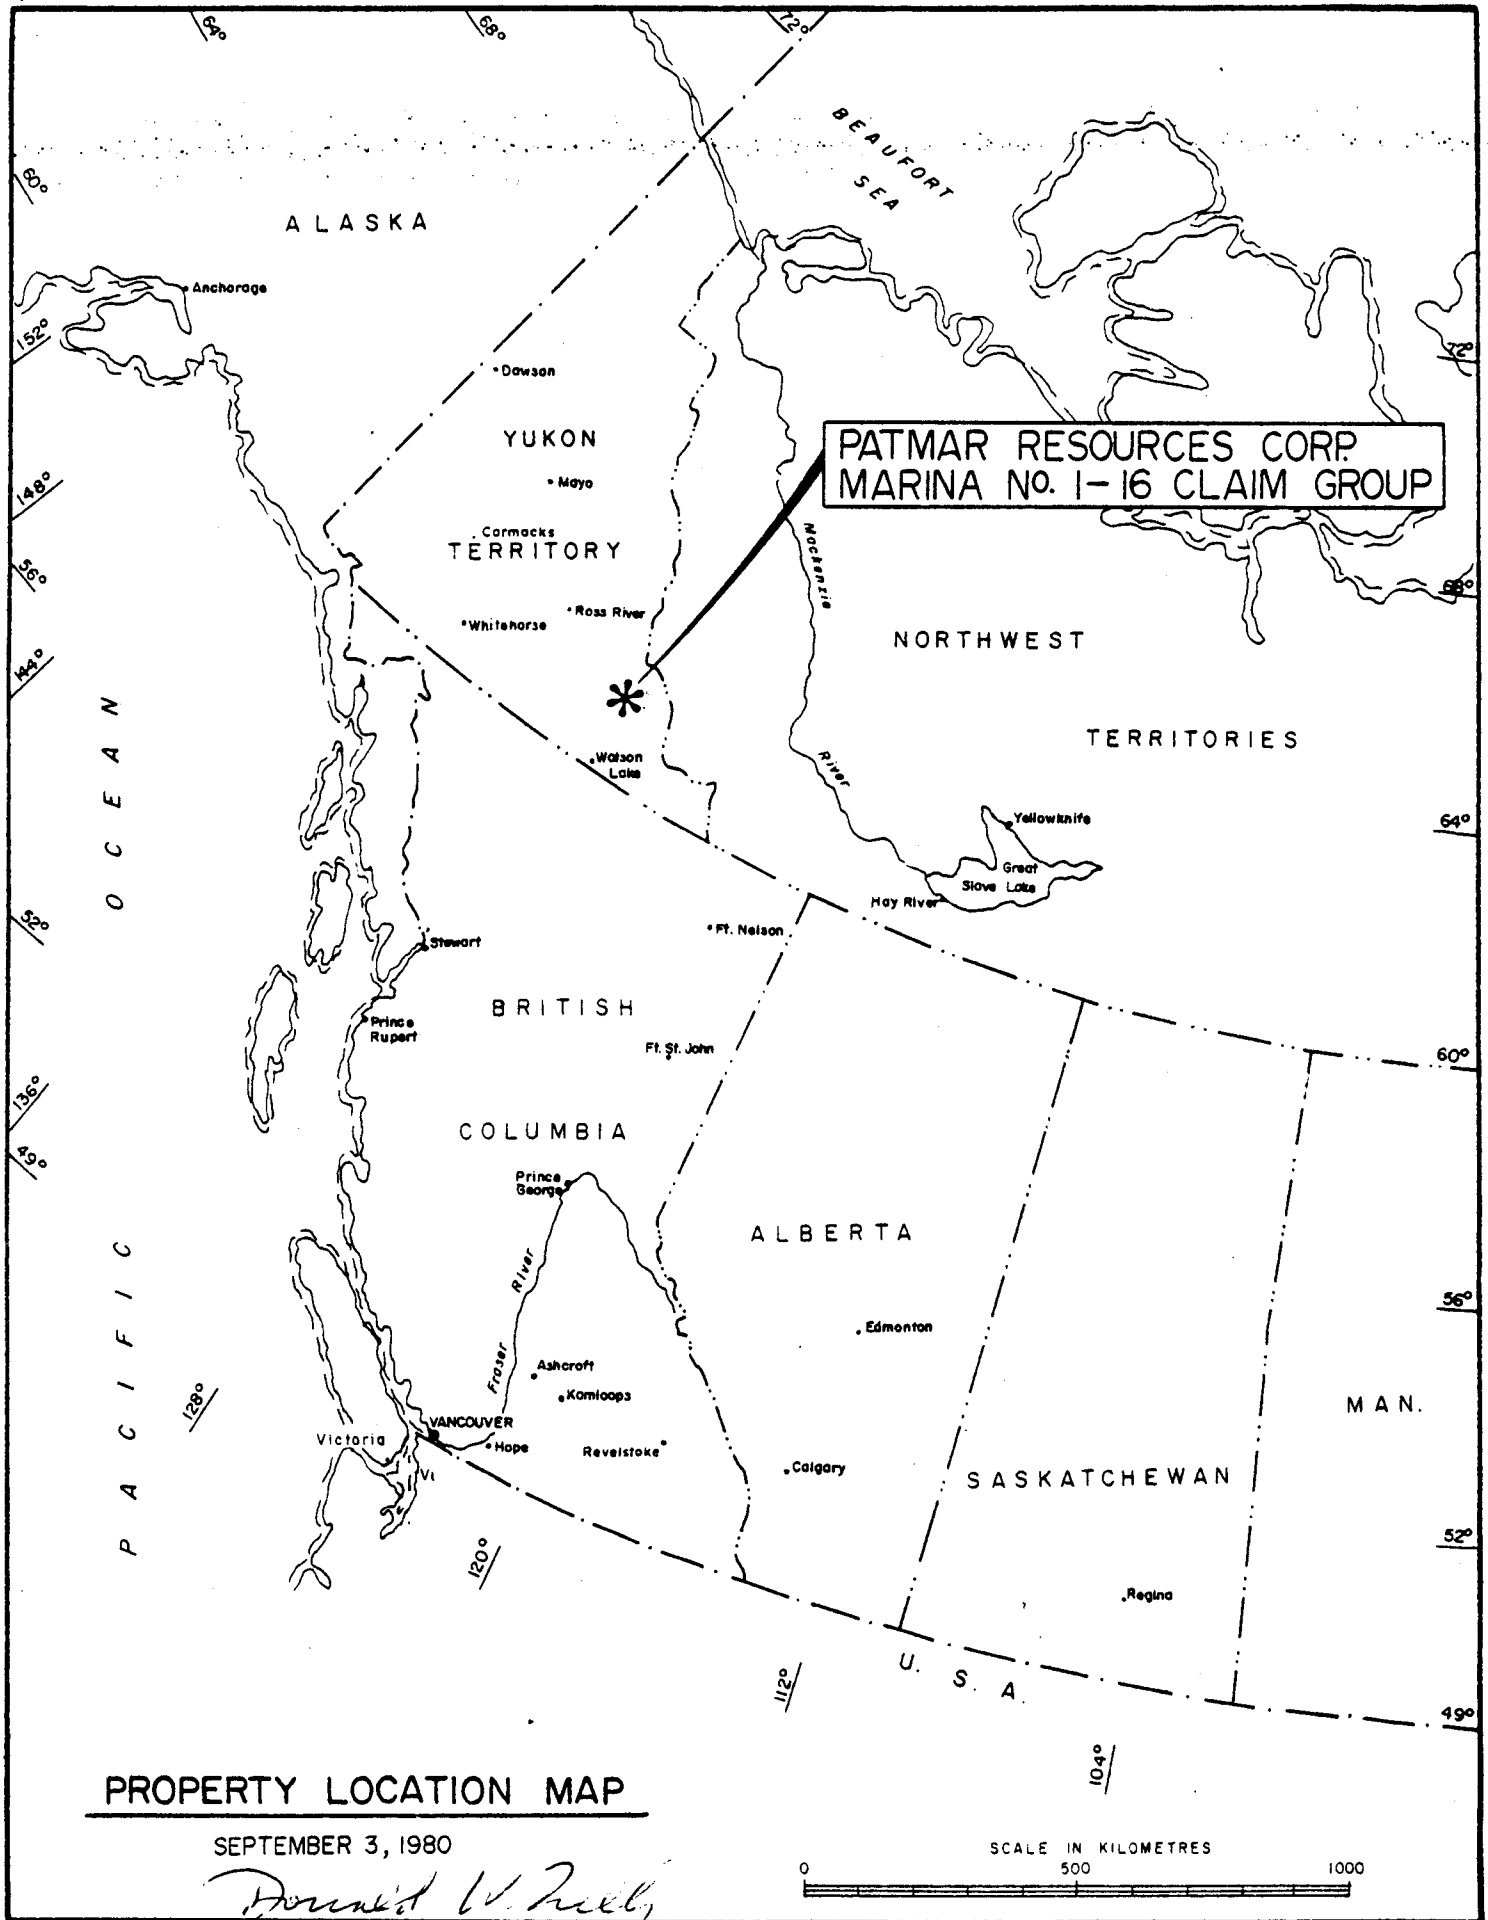 64°
68°
72°
BEAUFORT
SEA
60°
ALASKA
Anchorage
152°
72°
Dawson
YUKON
PATMAR RESOURCES CORP.
MARINA No. 1-16 CLAIM GROUP
148°
Mayo
Carmacks
TERRITORY
Mackenzie
56°
68°
Ross River
Whitehorse
NORTHWEST
144°
TERRITORIES
Watson
Lake
River
Yellowknife
64°
Great
Slave Lake
Hay River
52°
Ft. Nelson
Stewart
BRITISH
Prince
Rupert
Ft. St. John
60°
136°
COLUMBIA
49°
Prince
George
ALBERTA
River
56°
Edmonton
Fraser
Ashcroft
Kamloops
128°
MAN.
VANCOUVER
Victoria
Hope
Revelstoke
Calgary
Vi
SASKATCHEWAN
PACIFIC OCEAN
52°
120°
Regina
U. S. A.
112°
49°
104°
PROPERTY LOCATION MAP
SEPTEMBER 3, 1980
Donald W.
SCALE IN KILOMETRES
0 500 1000